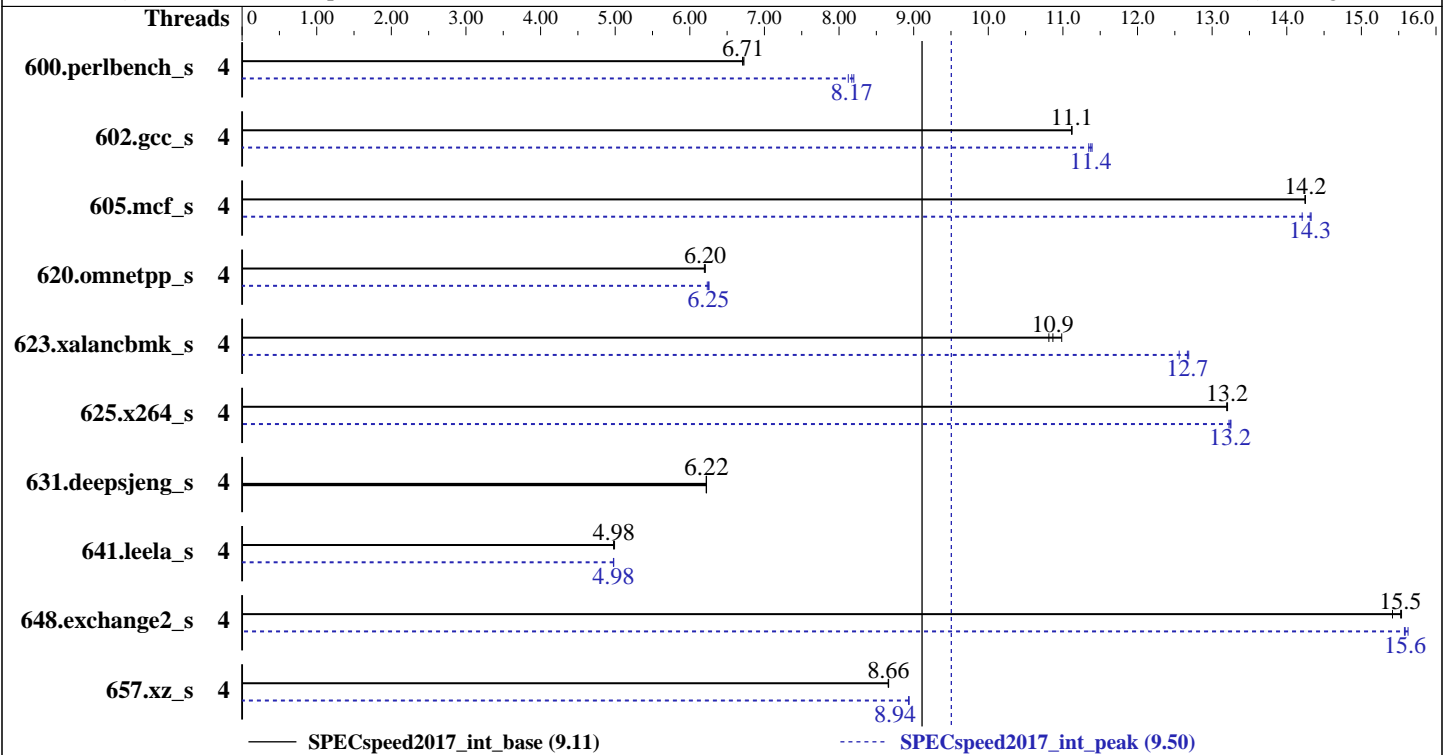 Threads 0 1.00 2.00 3.00 4.00 5.00 6.00 7.00 8.00 9.00 10.0 11.0 12.0 13.0 14.0 15.0 16.0
6.71
600.perlbench_s 4
8.17
11.1
602.gcc_s 4
11.4
14.2
605.mcf_s 4
14.3
6.20
620.omnetpp_s 4
6.25
10.9
623.xalancbmk_s 4
12.7
13.2
625.x264_s 4
13.2
6.22
631.deepsjeng_s 4
4.98
641.leela_s 4
4.98
15.5
648.exchange2_s 4
15.6
8.66
657.xz_s 4
8.94
SPECspeed2017_int_base (9.11) SPECspeed2017_int_peak (9.50)